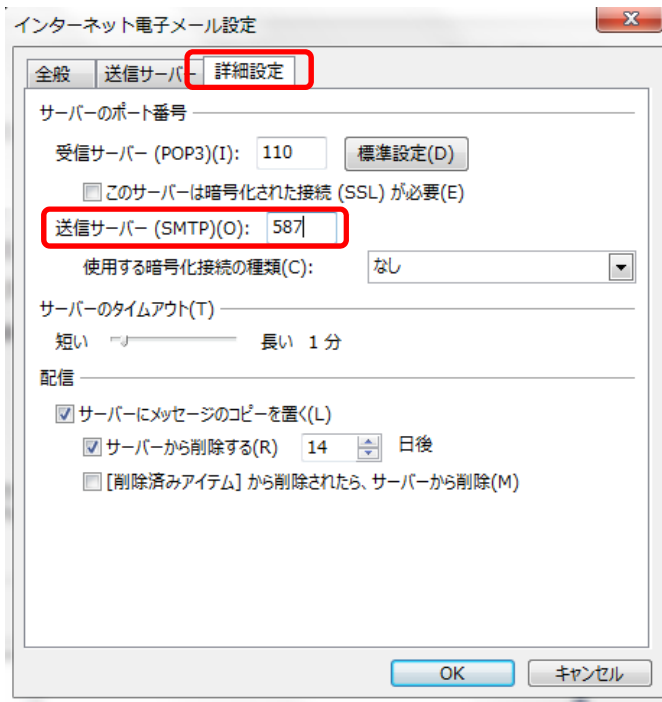 インターネット電子メール設定
全般 送信サーバー 詳細設定
サーバーのポート番号
受信サーバー (POP3)(I): 110 標準設定(D)
このサーバーは暗号化された接続 (SSL) が必要(E)
送信サーバー (SMTP)(O): 587
使用する暗号化接続の種類(C): なし
サーバーのタイムアウト(T)
短い 長い 1 分
配信
サーバーにメッセージのコピーを置く(L)
サーバーから削除する(R) 14 日後
[削除済みアイテム] から削除されたら、サーバーから削除(M)
OK キャンセル